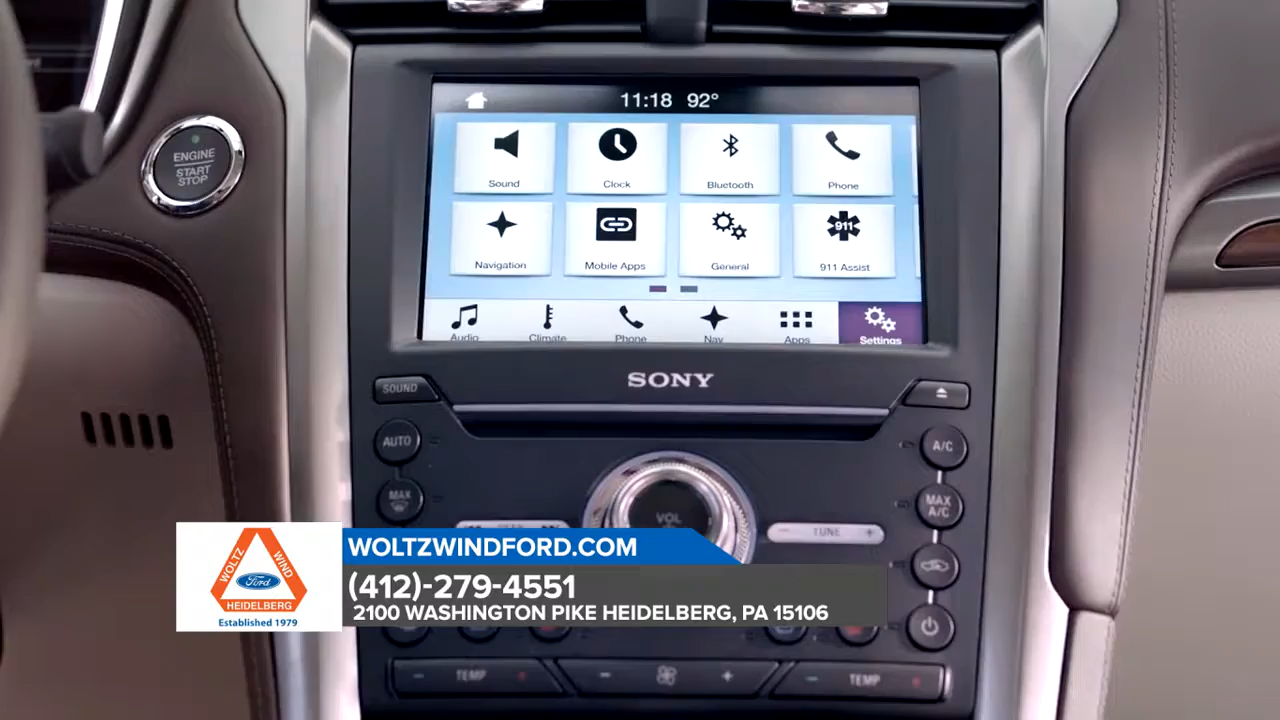 11:18 92°
ENGINE
START
STOP
Sound Clock Bluetooth Phone
911
Navigation Mobile Apps General 911 Assist
Audio Climate Phone Nav Apps Settings
SONY
SOUND
AUTO
A/C
MAX
MAX
A/C
VOL
TUNE
WOLTZ
WIND
Ford
HEIDELBERG
Established 1979
WOLTZWINDFORD.COM
(412)-279-4551
2100 WASHINGTON PIKE HEIDELBERG, PA 15106
TEMP
TEMP